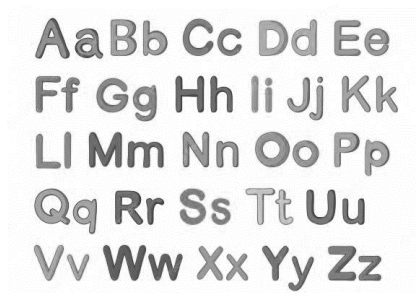 Aa Bb Cc Dd Ee
Ff Gg Hh Ii Jj Kk
Ll Mm Nn Oo Pp
Qq Rr Ss Tt Uu
Vv Ww Xx Yy Zz